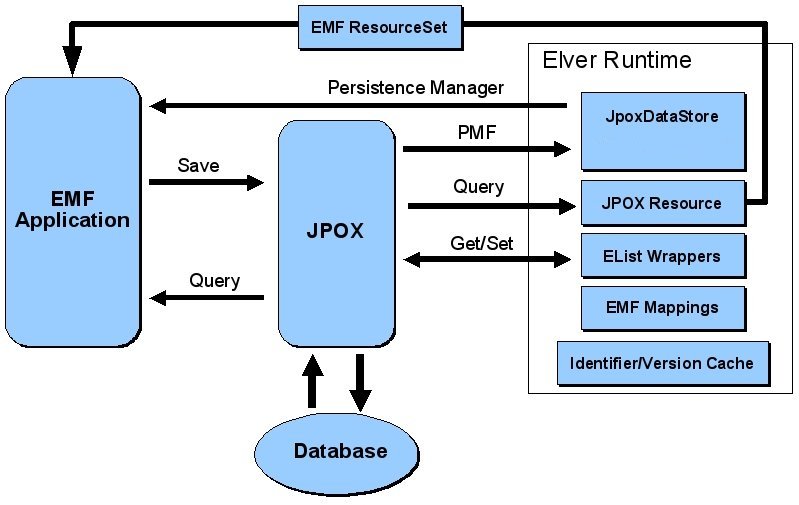 EMF ResourceSet
Elver Runtime
Persistence Manager
JpoxDataStore
PMF
Save
Query
JPOX Resource
EMF
Application
JPOX
Get/Set
EList Wrappers
Query
EMF Mappings
Identifier/Version Cache
Database